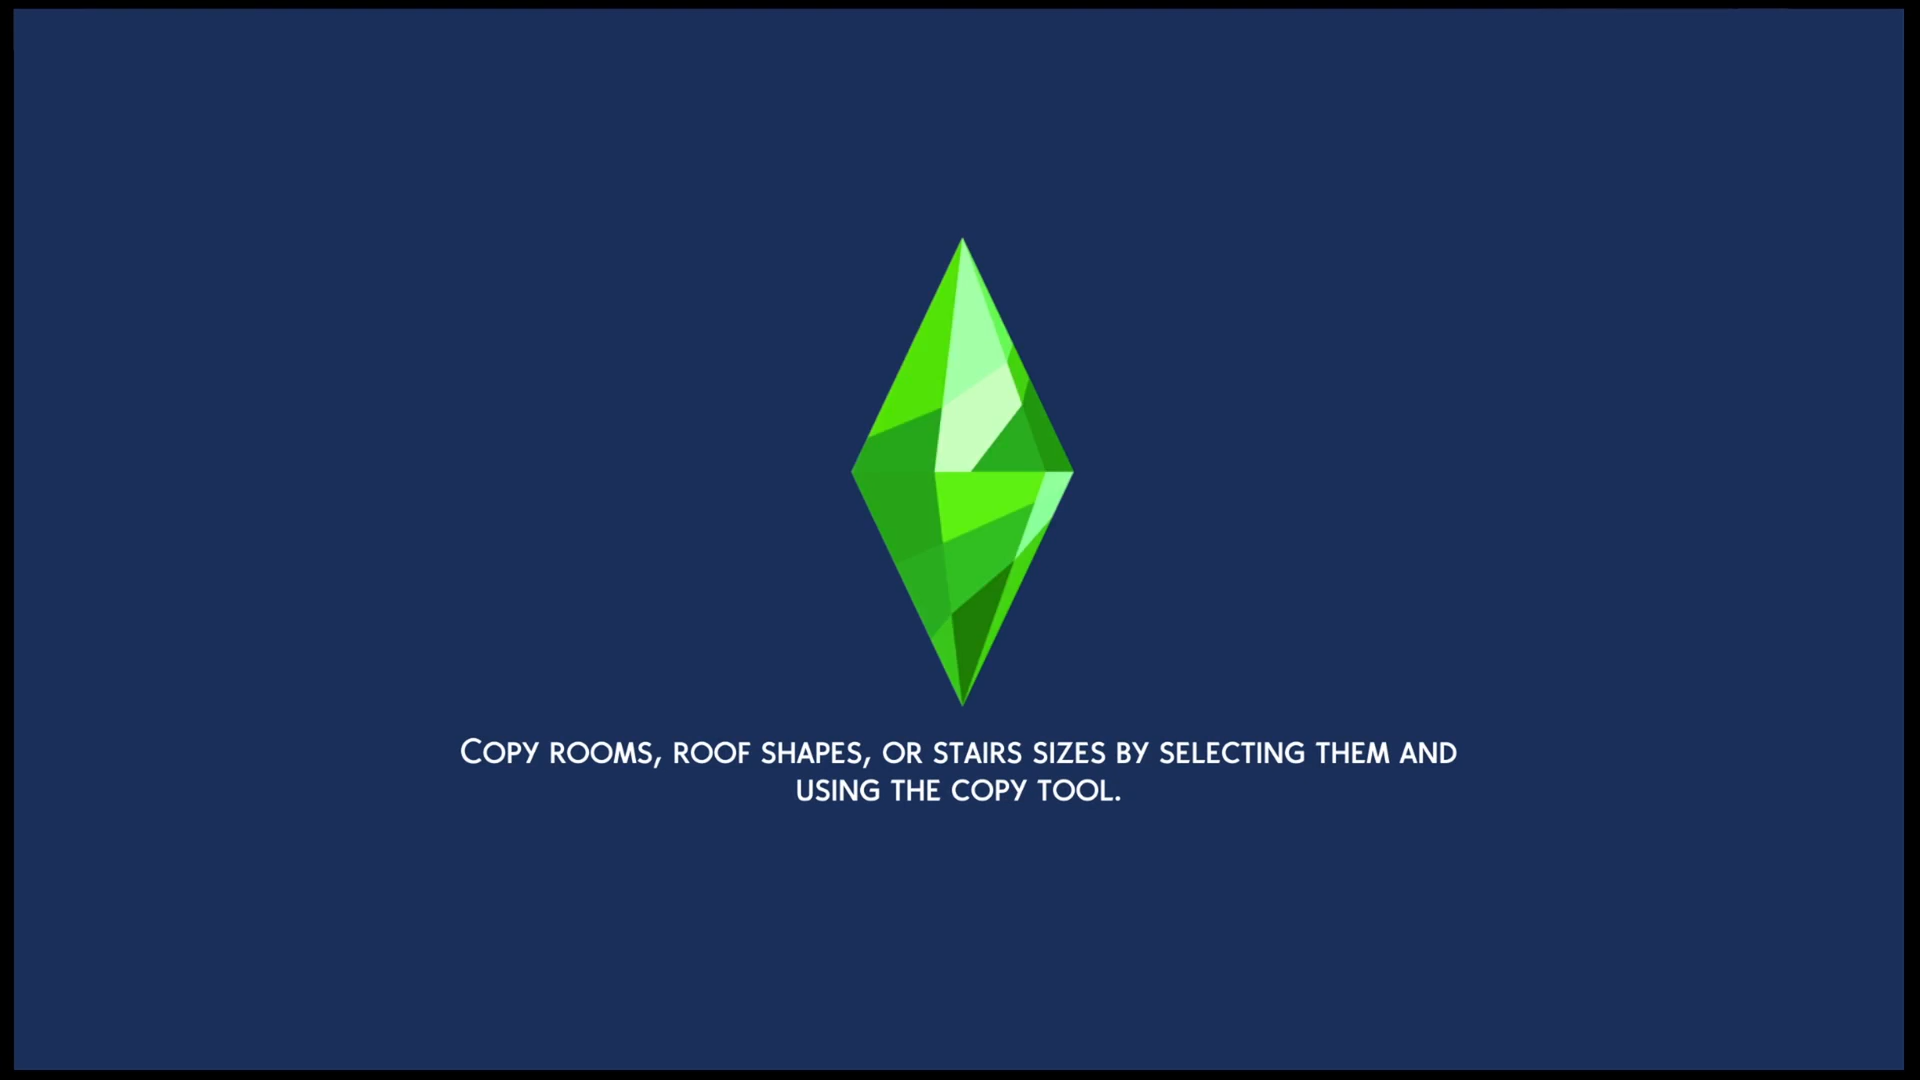 Copy rooms, roof shapes, or stairs sizes by selecting them and
using the copy tool.